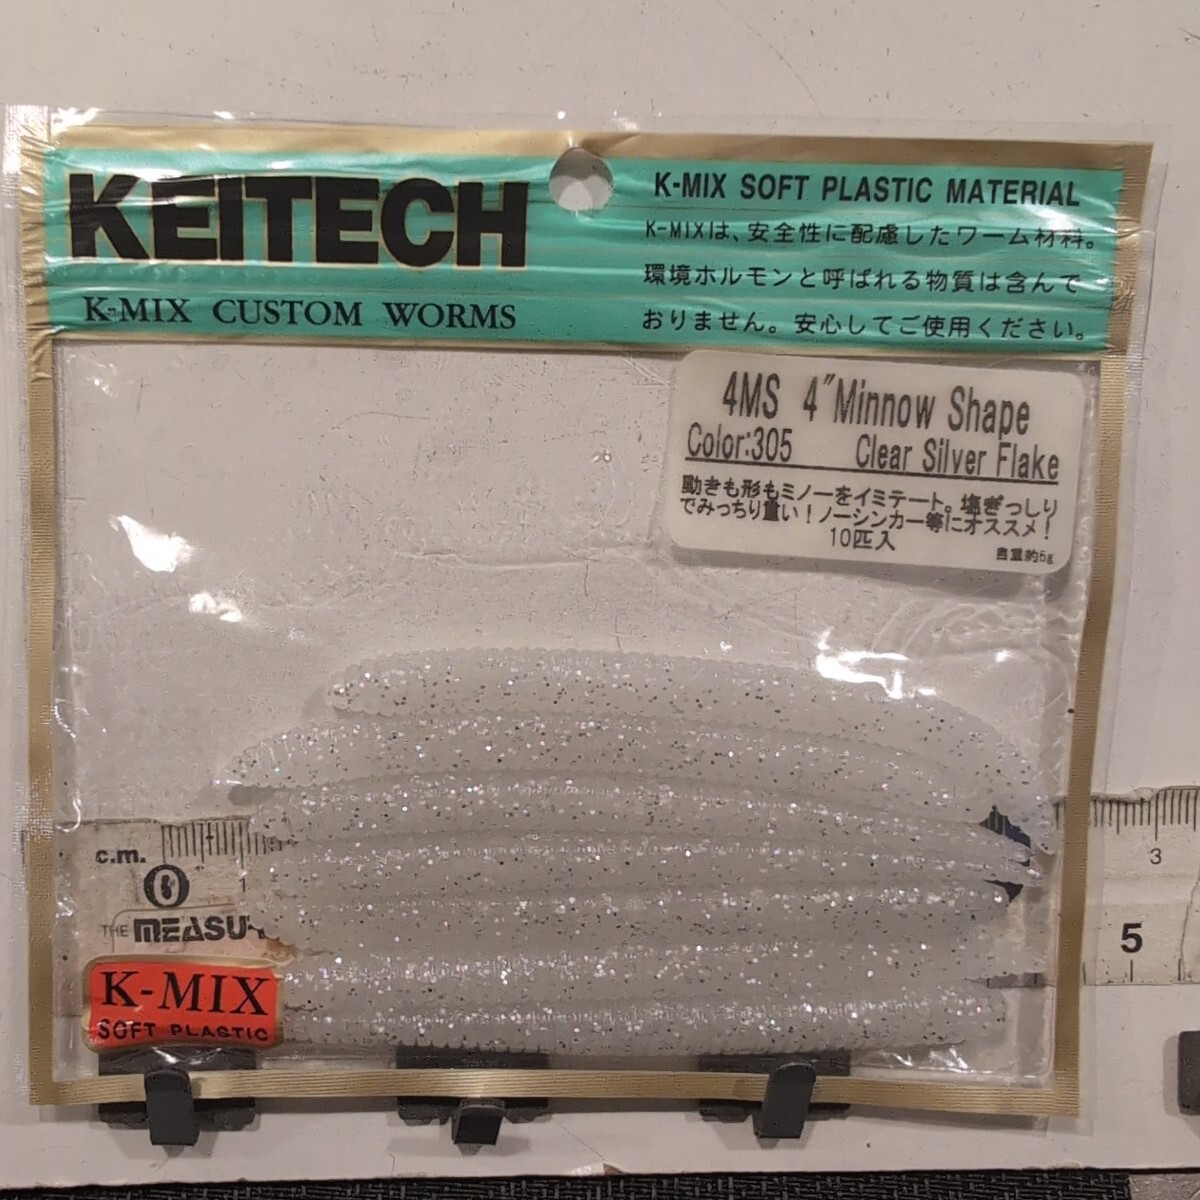 KEITECH
K-MIX CUSTOM WORMS
K-MIX SOFT PLASTIC MATERIAL
K-MIXは、安全性に配慮したワーム材料。
環境ホルモンと呼ばれる物質は含んで
おりません。安心してご使用ください。
4MS 4"Minnow Shape
Color:305 Clear Silver Flake
動きも形もミノーをイミテート。塩ぎっしり
でみっちり重い!ノーシンカー等にオススメ!
10匹入
自重約6g
c.m.
0 1
3
THE MEASU
5
K-MIX
SOFT PLASTIC